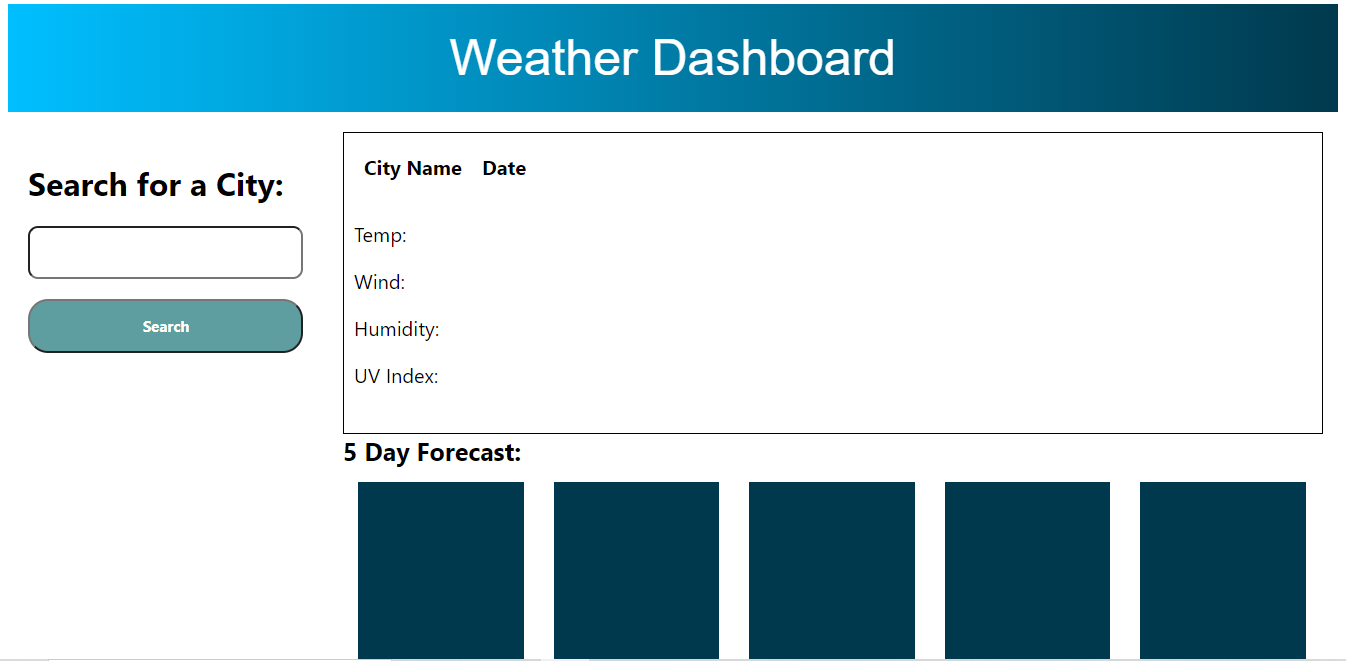 Weather Dashboard
Search for a City:
Search
City Name Date
Temp:
Wind:
Humidity:
UV Index:
5 Day Forecast: